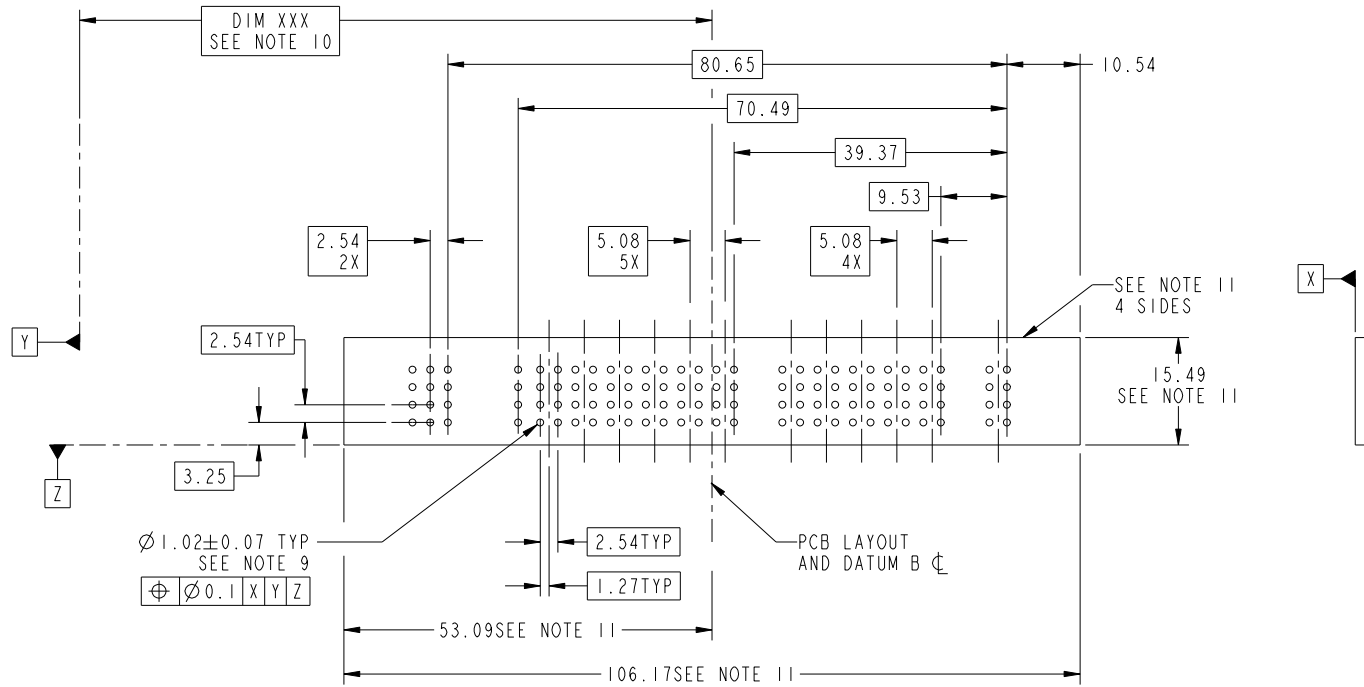 DIM XXX
SEE NOTE 10
80.65
10.54
70.49
39.37
9.53
2.54
2X
5.08
5X
5.08
4X
SEE NOTE 11
4 SIDES
X
Y
2.54TYP
15.49
SEE NOTE 11
3.25
Z
Ø1.02±0.07 TYP
SEE NOTE 9
⌖ Ø0.1 X Y Z
2.54TYP
1.27TYP
PCB LAYOUT
AND DATUM B ℄
53.09SEE NOTE 11
106.17SEE NOTE 11